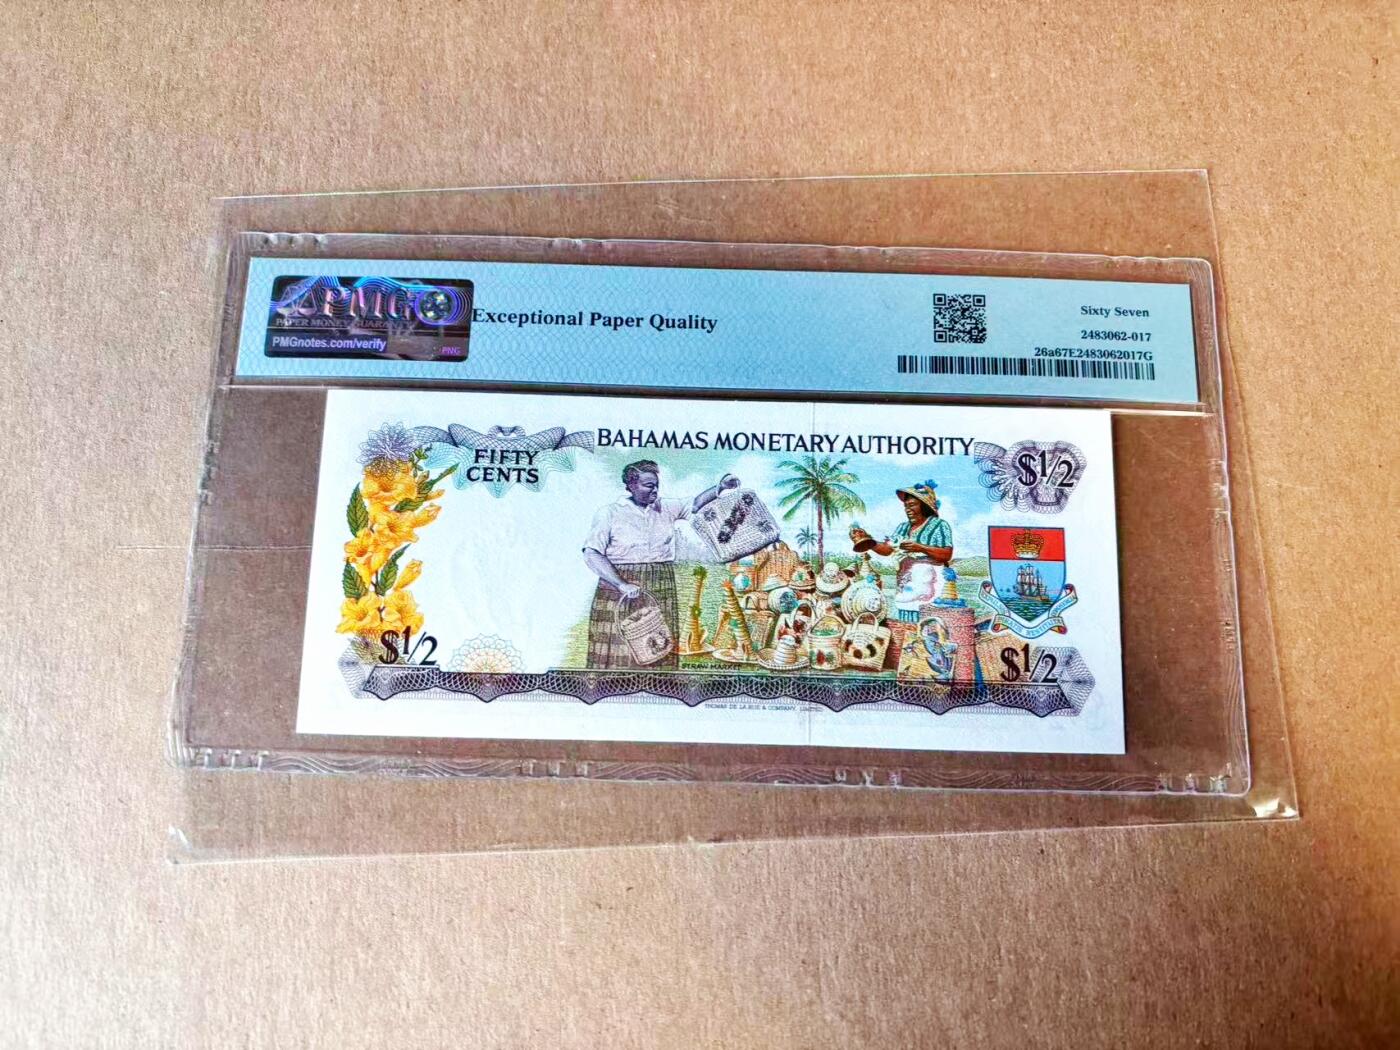 PMG
PAPER MONEY GUARANTY
PMGnotes.com/verify
PNG
Exceptional Paper Quality
Sixty Seven
2483062-017
26a67E2483062017G
BAHAMAS MONETARY AUTHORITY
FIFTY
CENTS
$1/2
$1/2
$1/2
STRAW MARKET
THOMAS DE LA RUE & COMPANY, LIMITED